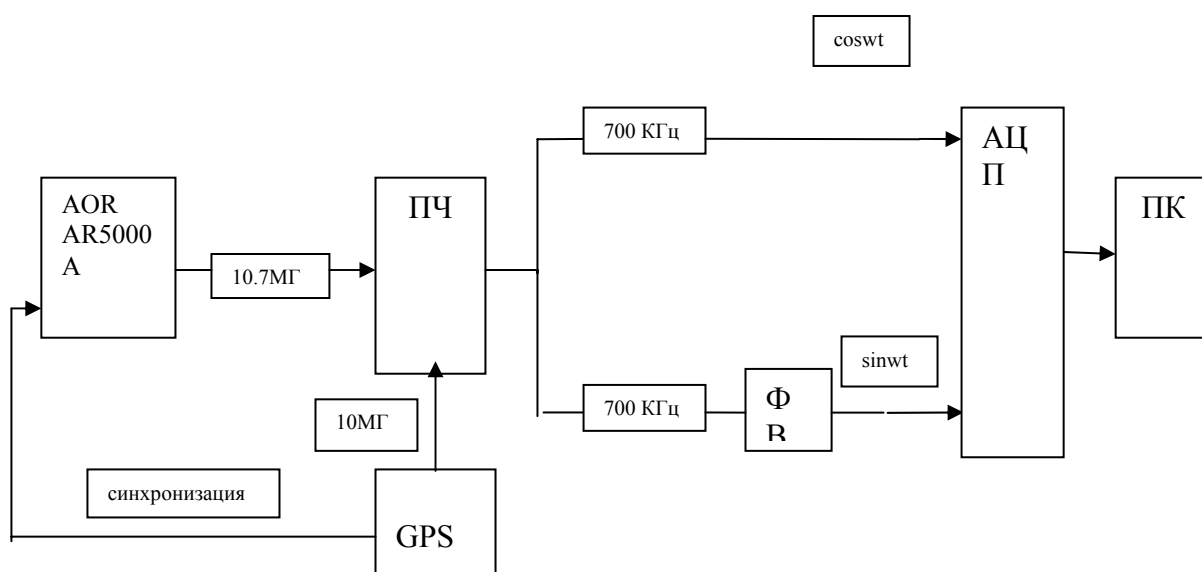 coswt
700 КГц
АЦ
П
AOR
AR5000
A
ПЧ
ПК
10.7МГ
sinwt
700 КГц
Ф
В
10МГ
синхронизация
GPS